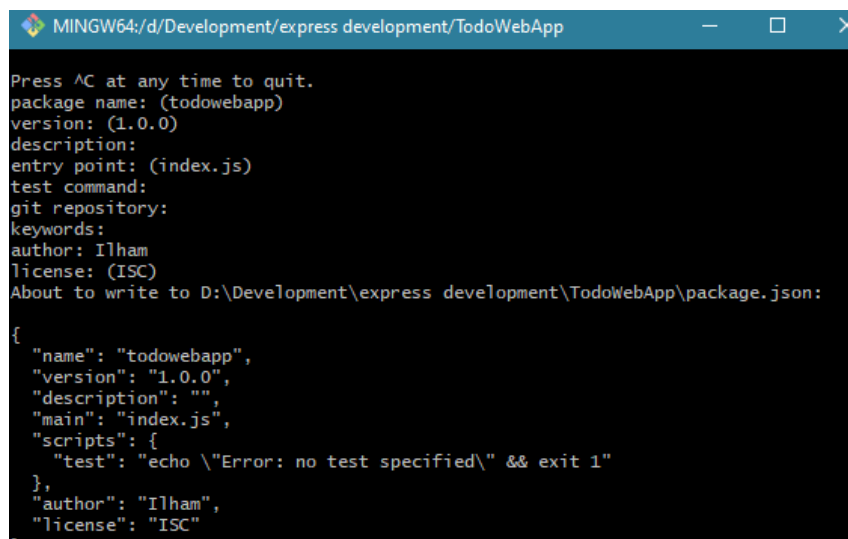 MINGW64:/d/Development/express development/TodoWebApp
Press ^C at any time to quit.
package name: (todowebapp)
version: (1.0.0)
description:
entry point: (index.js)
test command:
git repository:
keywords:
author: Ilham
license: (ISC)
About to write to D:\Development\express development\TodoWebApp\package.json:
{
  "name": "todowebapp",
  "version": "1.0.0",
  "description": "",
  "main": "index.js",
  "scripts": {
    "test": "echo \"Error: no test specified\" && exit 1"
  },
  "author": "Ilham",
  "license": "ISC"